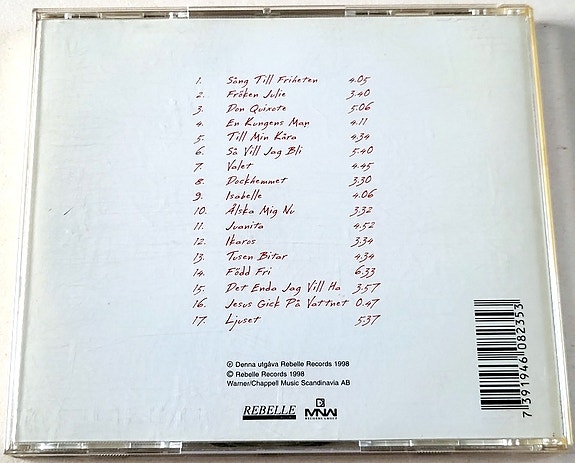 1. Sång Till Friheten 4.05
2. Fröken Julie 3.40
3. Don Quixote 5.06
4. En Kungens Man 4.11
5. Till Min Kära 4.34
6. Så Vill Jag Bli 5.40
7. Valet 4.45
8. Dockhemmet 3.30
9. Isabelle 4.06
10. Älska Mig Nu 3.32
11. Juanita 4.52
12. Ikaros 3.34
13. Tusen Bitar 4.34
14. Född Fri 6.33
15. Det Enda Jag Vill Ha 3.57
16. Jesus Gick På Vattnet 0.47
17. Ljuset 5.37
℗ Denna utgåva Rebelle Records 1998
© Rebelle Records 1998
Warner/Chappell Music Scandinavia AB
REBELLE
MNW
RECORDS GROUP
7 391946 082353